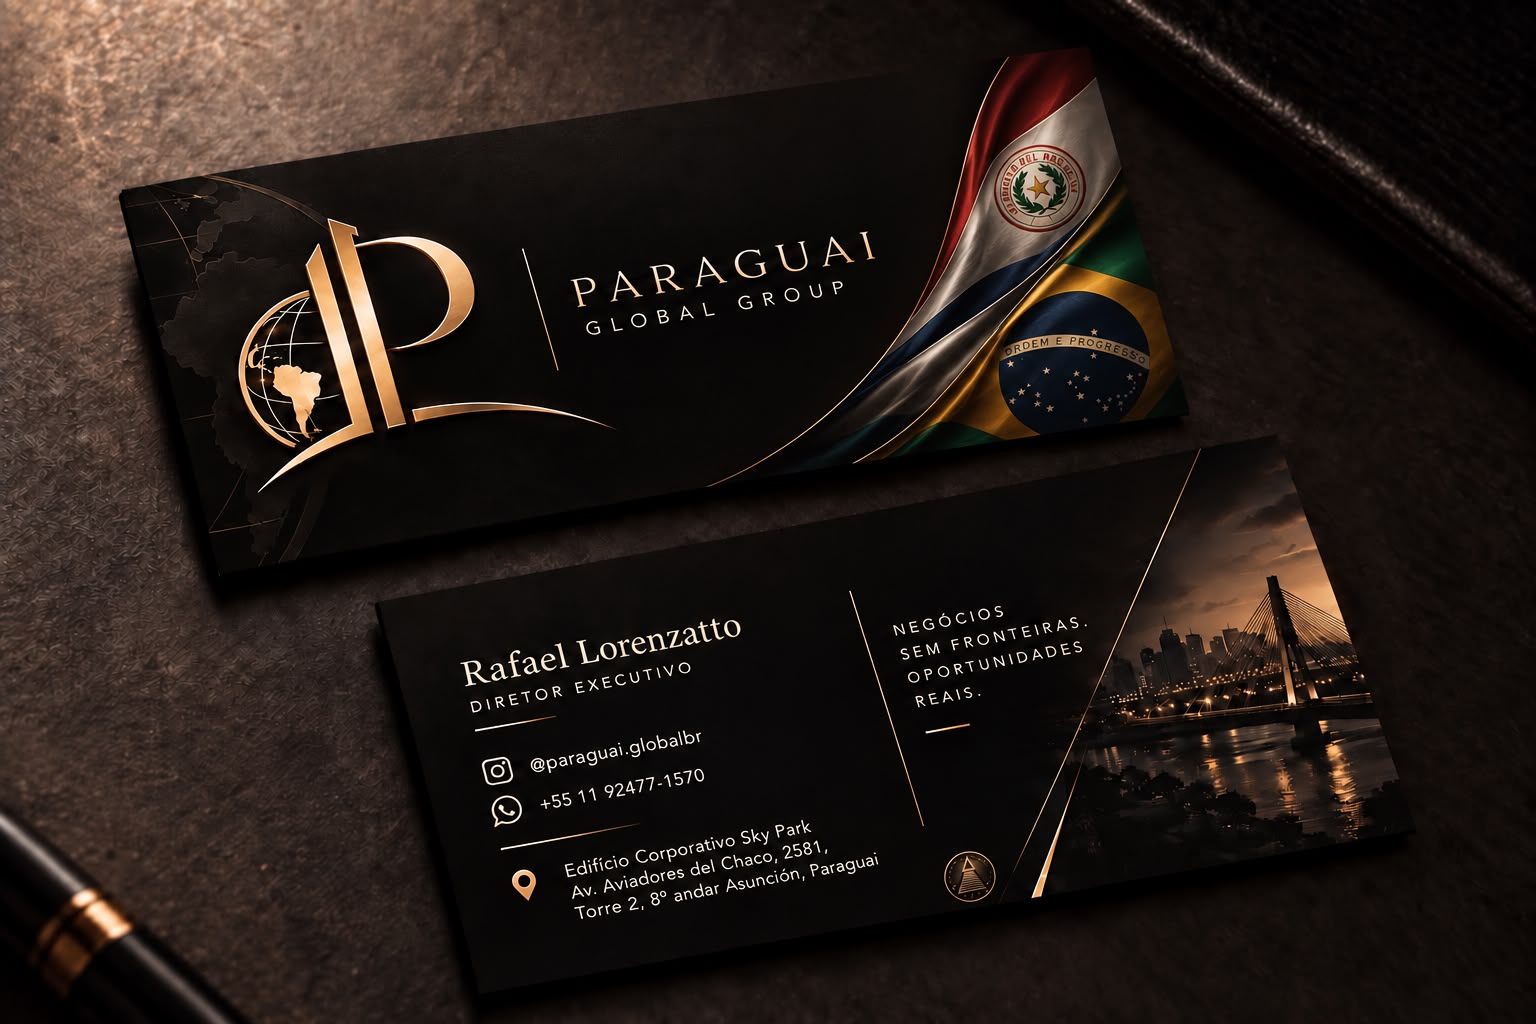 PARAGUAI
GLOBAL GROUP
ORDEM E PROGRESSO
Rafael Lorenzatto
DIRETOR EXECUTIVO
@paraguai.globalbr
+55 11 92477-1570
Edifício Corporativo Sky Park
Av. Aviadores del Chaco, 2581,
Torre 2, 8º andar Asunción, Paraguai
NEGÓCIOS
SEM FRONTEIRAS.
OPORTUNIDADES
REAIS.